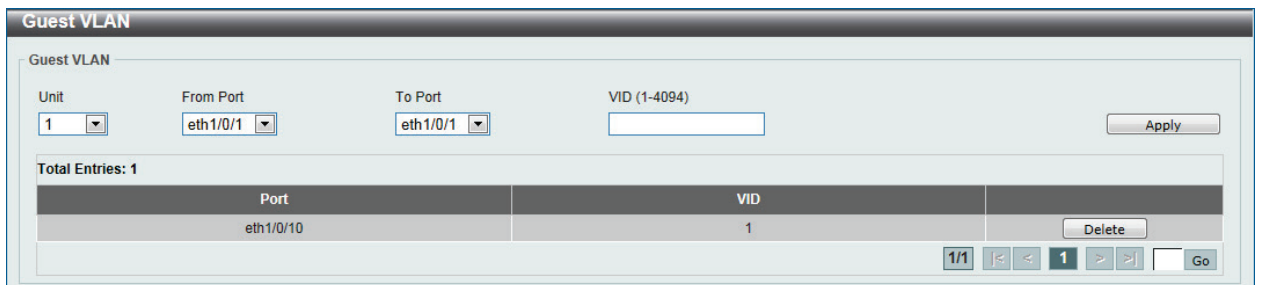 Guest VLAN
Guest VLAN
Unit From Port To Port VID (1-4094)
1 eth1/0/1 eth1/0/1 Apply
Total Entries: 1
Port VID
eth1/0/10 1 Delete
1/1 |< < 1 > >| Go